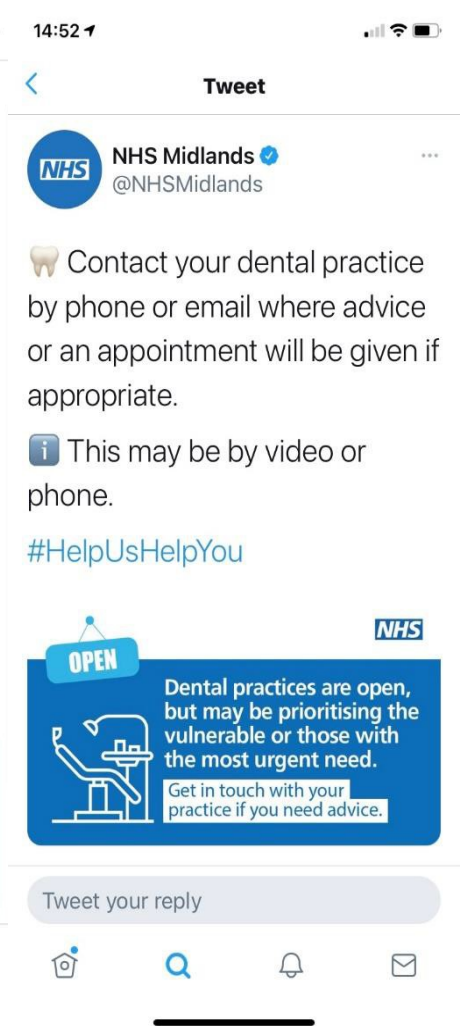 14:52
Tweet
NHS
NHS Midlands
@NHSMidlands
🦷 Contact your dental practice
by phone or email where advice
or an appointment will be given if
appropriate.
ℹ️ This may be by video or
phone.
#HelpUsHelpYou
NHS
OPEN
Dental practices are open,
but may be prioritising the
vulnerable or those with
the most urgent need.
Get in touch with your
practice if you need advice.
Tweet your reply